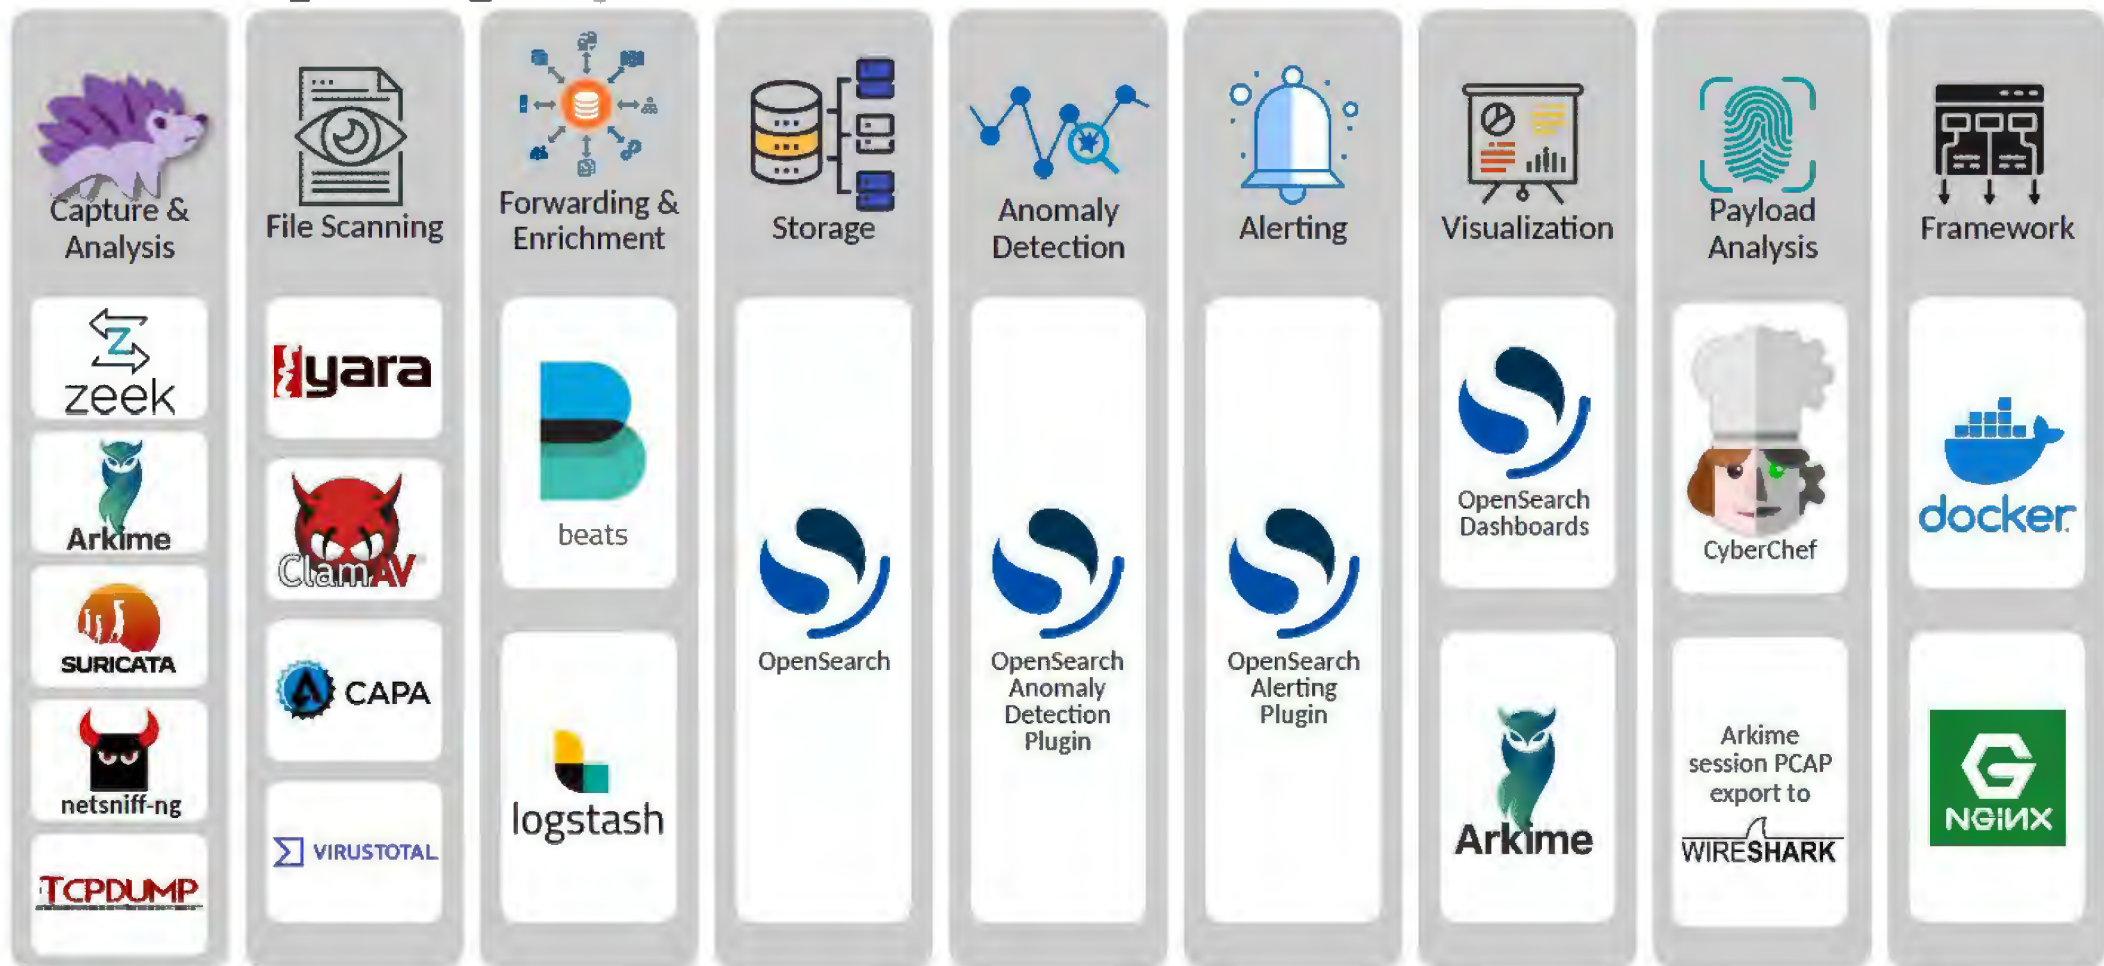 Capture &
Analysis
zeek
Arkime
SURICATA
netsniff-ng
TCPDUMP
File Scanning
yara
ClamAV
CAPA
VIRUSTOTAL
Forwarding &
Enrichment
beats
logstash
Storage
OpenSearch
Anomaly
Detection
OpenSearch
Anomaly
Detection
Plugin
Alerting
OpenSearch
Alerting
Plugin
Visualization
OpenSearch
Dashboards
Arkime
Payload
Analysis
CyberChef
Arkime
session PCAP
export to
WIRESHARK
Framework
docker
NGINX